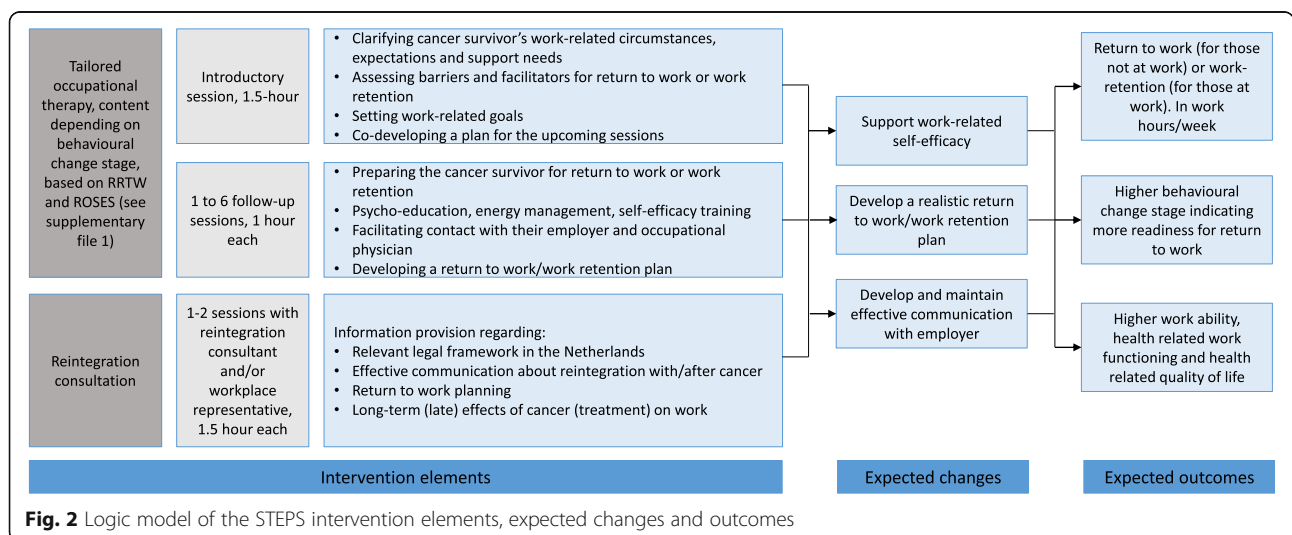 Tailored
occupational
therapy, content
depending on
behavioural
change stage,
based on RRTW
and ROSES (see
supplementary
file 1)
Introductory
session, 1.5-hour
• Clarifying cancer survivor's work-related circumstances,
expectations and support needs
• Assessing barriers and facilitators for return to work or work
retention
• Setting work-related goals
• Co-developing a plan for the upcoming sessions
1 to 6 follow-up
sessions, 1 hour
each
• Preparing the cancer survivor for return to work or work
retention
• Psycho-education, energy management, self-efficacy training
• Facilitating contact with their employer and occupational
physician
• Developing a return to work/work retention plan
Reintegration
consultation
1-2 sessions with
reintegration
consultant
and/or
workplace
representative,
1.5 hour each
Information provision regarding:
• Relevant legal framework in the Netherlands
• Effective communication about reintegration with/after cancer
• Return to work planning
• Long-term (late) effects of cancer (treatment) on work
Support work-related
self-efficacy
Develop a realistic return
to work/work retention
plan
Develop and maintain
effective communication
with employer
Return to work (for those
not at work) or work-
retention (for those at
work). In work
hours/week
Higher behavioural
change stage indicating
more readiness for return
to work
Higher work ability,
health related work
functioning and health
related quality of life
Intervention elements
Expected changes
Expected outcomes
Fig. 2 Logic model of the STEPS intervention elements, expected changes and outcomes